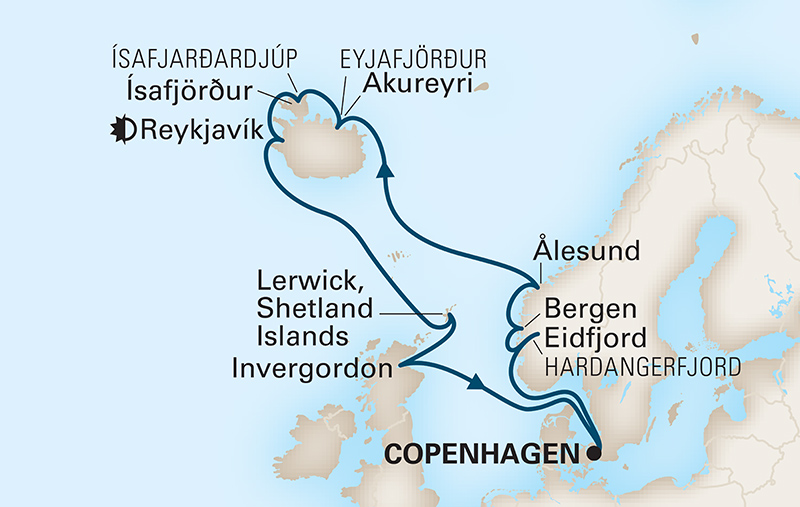 ÍSAFJARÐARDJÚP
EYJAFJÖRÐUR
Ísafjörður
Akureyri
Reykjavík
Ålesund
Lerwick,
Shetland
Islands
Bergen
Eidfjord
HARDANGERFJORD
Invergordon
COPENHAGEN